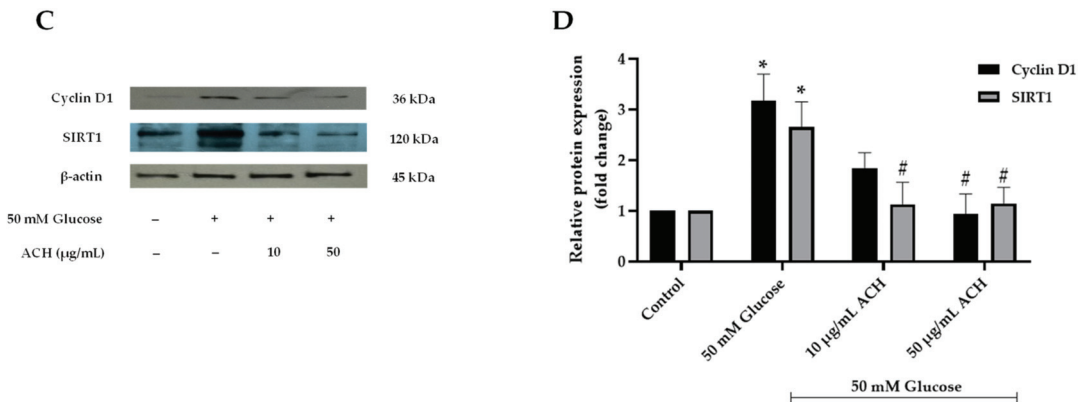 C
Cyclin D1
36 kDa
SIRT1
120 kDa
β-actin
45 kDa
50 mM Glucose – + + +
ACH (µg/mL) – – 10 50
D
Relative protein expression
(fold change)
4
3
2
1
0
* * # # #
Cyclin D1
SIRT1
Control
50 mM Glucose
10 µg/mL ACH
50 µg/mL ACH
50 mM Glucose